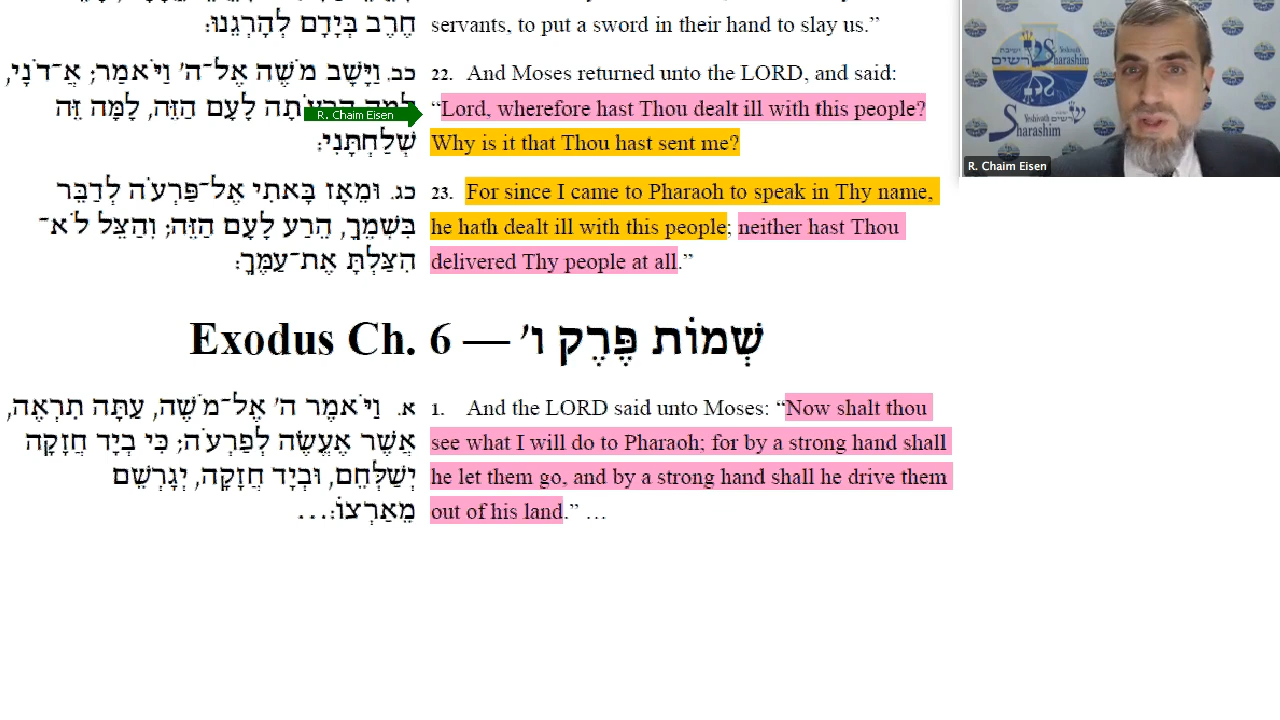 חֶרֶב בְּיָדָם לְהָרְגֵנוּ:
servants, to put a sword in their hand to slay us.”
כב. וַיָּשָׁב מֹשֶׁה אֶל־ה' וַיֹּאמַר; אֲ־דֹנָי,
22. And Moses returned unto the LORD, and said:
לָעָם הַזֶּה, לָמָּה זֶּה
“Lord, wherefore hast Thou dealt ill with this people?
R. Chaim Eisen
שְׁלַחְתָּנִי:
Why is it that Thou hast sent me?
כג. וּמֵאָז בָּאתִי אֶל־פַּרְעֹה לְדַבֵּר
23. For since I came to Pharaoh to speak in Thy name,
בִּשְׁמֶךָ, הֵרַע לָעָם הַזֶּה; וְהַצֵּל לֹא־
he hath dealt ill with this people; neither hast Thou
הִצַּלְתָּ אֶת־עַמֶּךָ:
delivered Thy people at all.”
Exodus Ch. 6 — שְׁמוֹת פֶּרֶק ו'
א. וַיֹּאמֶר ה' אֶל־מֹשֶׁה, עַתָּה תִרְאֶה,
1. And the LORD said unto Moses: “Now shalt thou
אֲשֶׁר אֶעֱשֶׂה לְפַרְעֹה; כִּי בְיָד חֲזָקָה
see what I will do to Pharaoh; for by a strong hand shall
יְשַׁלְּחֵם, וּבְיָד חֲזָקָה, יְגָרְשֵׁם
he let them go, and by a strong hand shall he drive them
מֵאַרְצוֹ:…
out of his land.” …
ישיבת
שרשים
Yeshivath
Sharashim
Yeshivath שרשים
Sharashim
R. Chaim Eisen